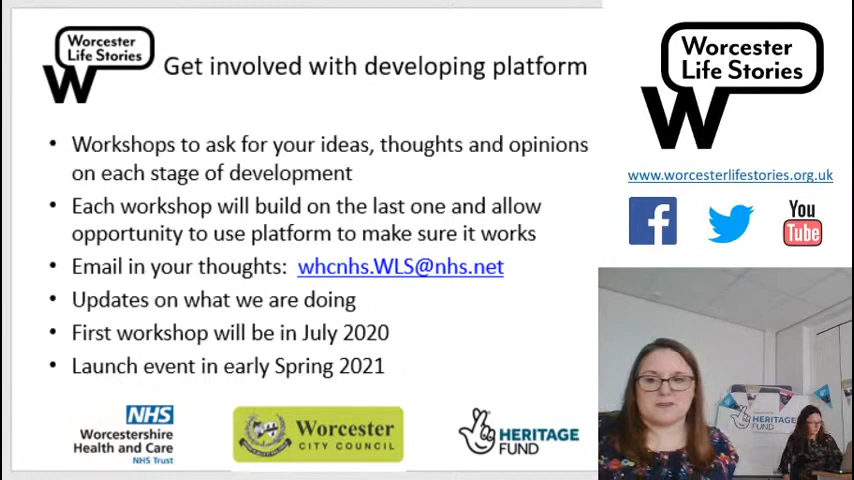 Worcester
Life Stories
W
Get involved with developing platform
• Workshops to ask for your ideas, thoughts and opinions
on each stage of development
• Each workshop will build on the last one and allow
opportunity to use platform to make sure it works
• Email in your thoughts: whcnhs.WLS@nhs.net
• Updates on what we are doing
• First workshop will be in July 2020
• Launch event in early Spring 2021
NHS
Worcestershire
Health and Care
NHS Trust
Worcester
CITY COUNCIL
HERITAGE
FUND
Worcester
Life Stories
W
www.worcesterlifestories.org.uk
You
Tube
HERITAGE
FUND